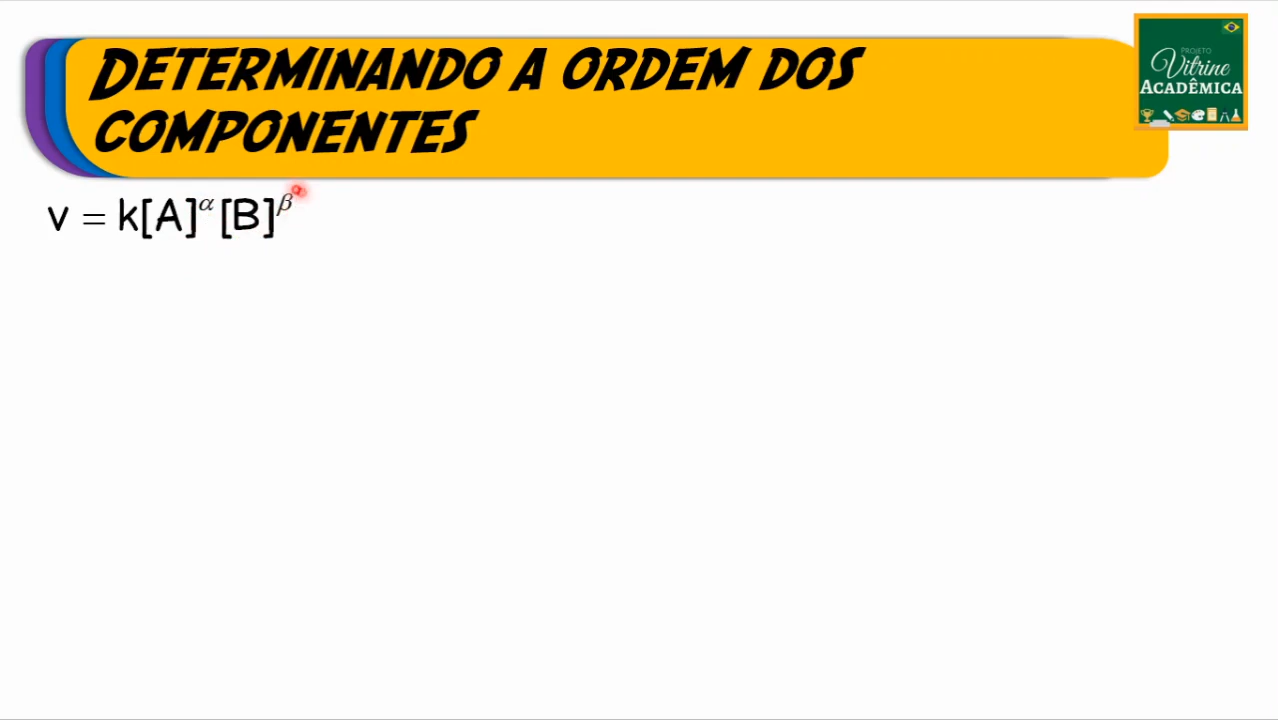 DETERMINANDO A ORDEM DOS
COMPONENTES
PROJETO
Vitrine
ACADÊMICA
v = k[A]^α [B]^β